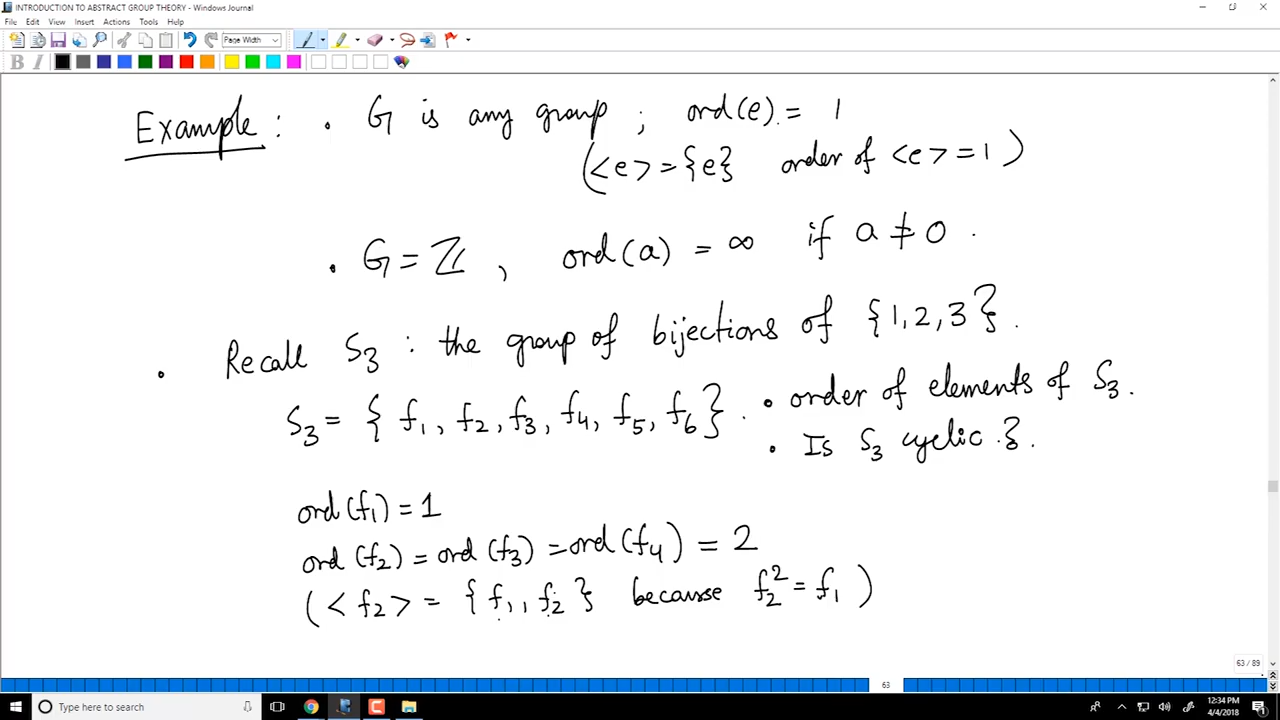 INTRODUCTION TO ABSTRACT GROUP THEORY - Windows Journal
File Edit View Insert Actions Tools Help
Page Width
B I
Example : . G is any group ; ord(e) = 1
(<e> = {e} order of <e> = 1)
. G = ℤ , ord(a) = ∞ if a ≠ 0 .
. Recall S₃ : the group of bijections of {1, 2, 3} .
S₃ = { f₁, f₂, f₃, f₄, f₅, f₆} . • order of elements of S₃ .
• Is S₃ cyclic ?
ord(f₁) = 1
ord(f₂) = ord(f₃) = ord(f₄) = 2
(<f₂> = {f₁, f₂} because f₂² = f₁)
63 / 89
63
Type here to search
12:34 PM
4/4/2018